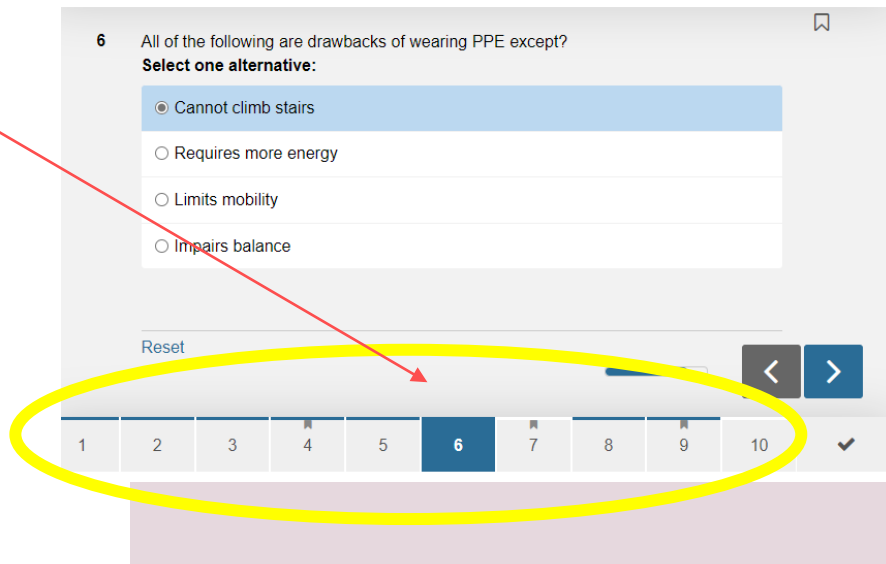 6 All of the following are drawbacks of wearing PPE except?
Select one alternative:
Cannot climb stairs
Requires more energy
Limits mobility
Impairs balance
Reset
1 2 3 4 5 6 7 8 9 10